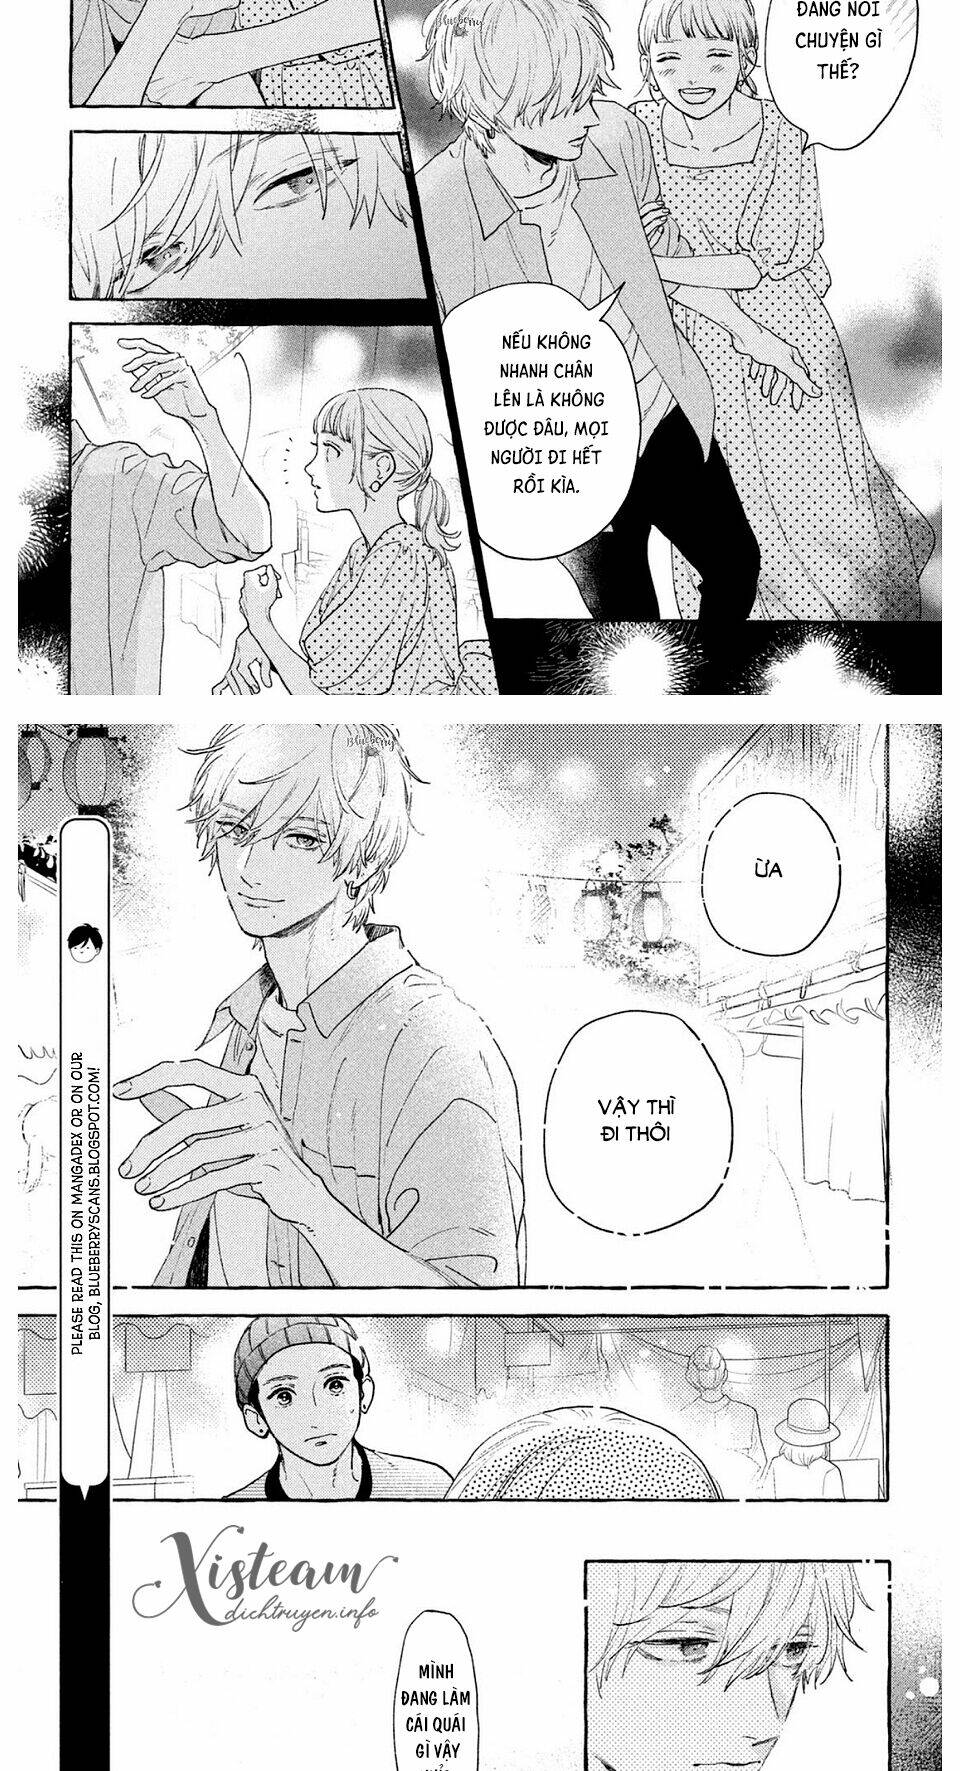 Blueberry
ĐANG NÓI
CHUYỆN GÌ
THẾ?
NẾU KHÔNG
NHANH CHÂN
LÊN LÀ KHÔNG
ĐƯỢC ĐÂU, MỌI
NGƯỜI ĐI HẾT
RỒI KÌA.
Blueberry
ỪA
VẬY THÌ
ĐI THÔI
PLEASE READ THIS ON MANGADEX OR ON OUR
BLOG, BLUEBERRYSCANS.BLOGSPOT.COM!
Xisteam
dichtruyen.info
MÌNH
ĐANG LÀM
CÁI QUÁI
GÌ VẬY